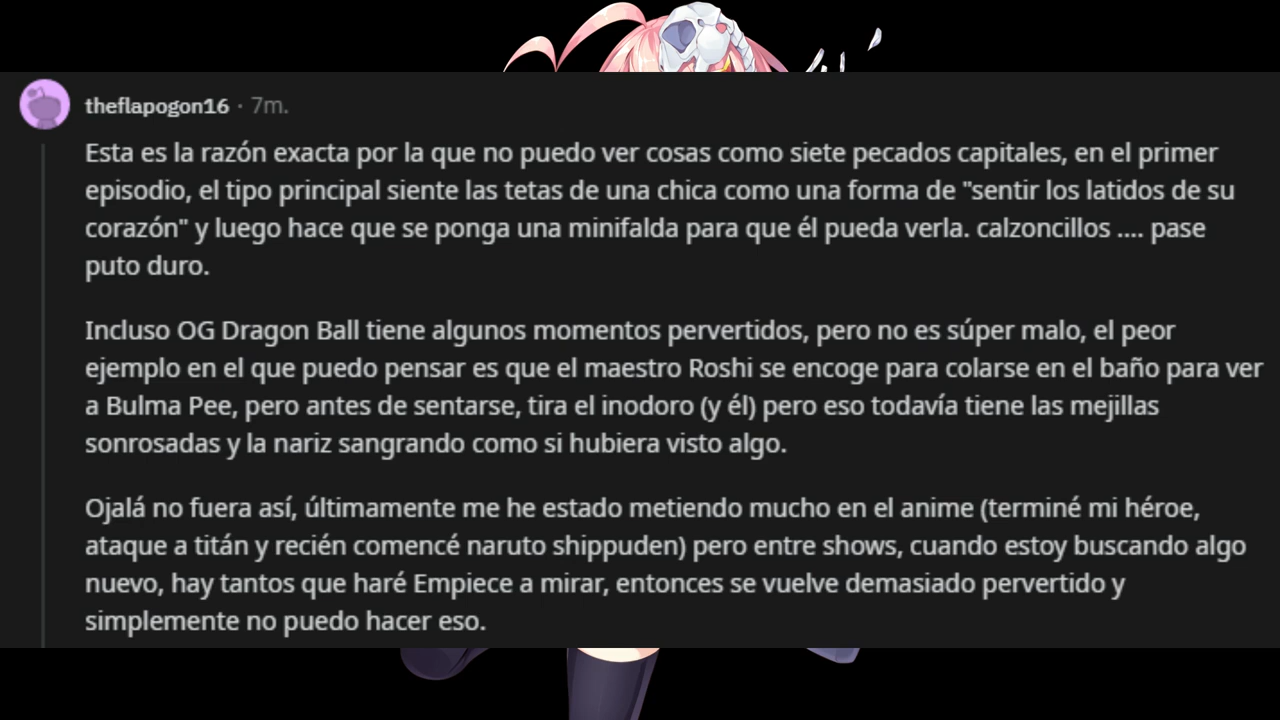 theflapogon16 · 7m.
Esta es la razón exacta por la que no puedo ver cosas como siete pecados capitales, en el primer
episodio, el tipo principal siente las tetas de una chica como una forma de "sentir los latidos de su
corazón" y luego hace que se ponga una minifalda para que él pueda verla. calzoncillos .... pase
puto duro.
Incluso OG Dragon Ball tiene algunos momentos pervertidos, pero no es súper malo, el peor
ejemplo en el que puedo pensar es que el maestro Roshi se encoge para colarse en el baño para ver
a Bulma Pee, pero antes de sentarse, tira el inodoro (y él) pero eso todavía tiene las mejillas
sonrosadas y la nariz sangrando como si hubiera visto algo.
Ojalá no fuera así, últimamente me he estado metiendo mucho en el anime (terminé mi héroe,
ataque a titán y recién comencé naruto shippuden) pero entre shows, cuando estoy buscando algo
nuevo, hay tantos que haré Empiece a mirar, entonces se vuelve demasiado pervertido y
simplemente no puedo hacer eso.